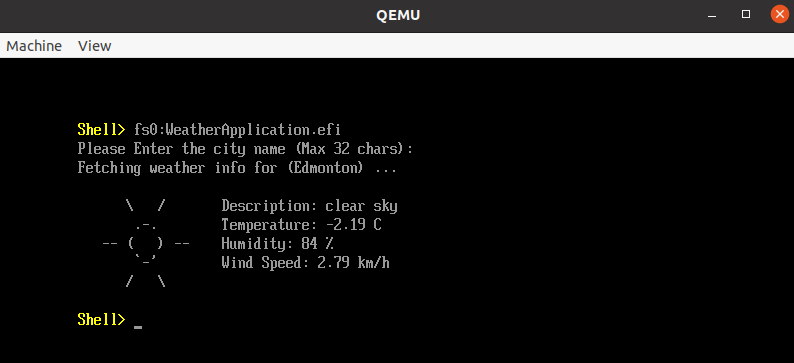 QEMU
Machine View
Shell> fs0:WeatherApplication.efi
Please Enter the city name (Max 32 chars):
Fetching weather info for (Edmonton) ...
\ / Description: clear sky
.-. Temperature: -2.19 C
-- ( ) -- Humidity: 84 %
`-' Wind Speed: 2.79 km/h
/ \
Shell> _